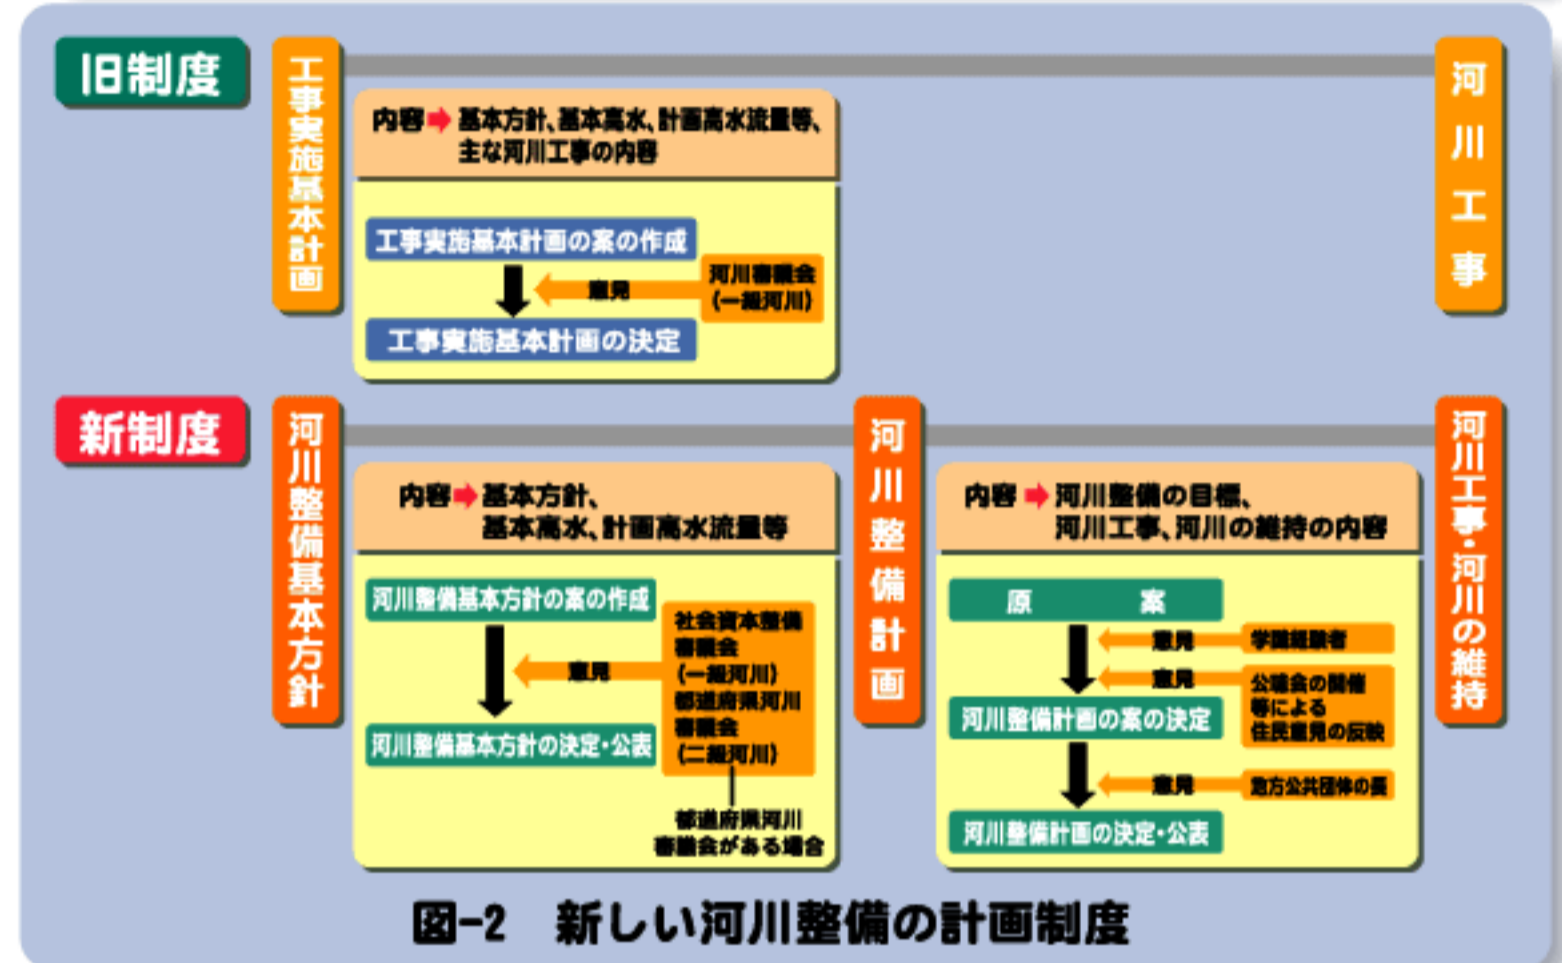 旧制度
工事実施基本計画
内容➡基本方針、基本高水、計画高水流量等、
主な河川工事の内容
工事実施基本計画の案の作成
意見
河川審議会
(一級河川)
工事実施基本計画の決定
河川工事
新制度
河川整備基本方針
内容➡基本方針、
基本高水、計画高水流量等
河川整備基本方針の案の作成
意見
社会資本整備
審議会
(一級河川)
都道府県河川
審議会
(二級河川)
都道府県河川
審議会がある場合
河川整備基本方針の決定・公表
河川整備計画
内容➡河川整備の目標、
河川工事、河川の維持の内容
原案
意見
学識経験者
意見
公聴会の開催
等による
住民意見の反映
河川整備計画の案の決定
意見
地方公共団体の長
河川整備計画の決定・公表
河川工事・河川の維持
図-2 新しい河川整備の計画制度